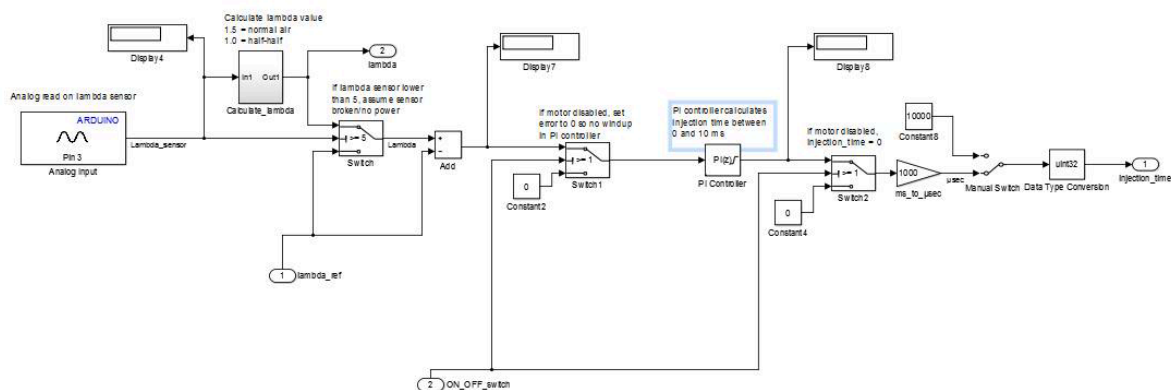 Calculate lambda value
1.5 = normal air
1.0 = half-half
Display4
In1 Out1
Calculate_lambda
2
lambda
Display7
Display8
Analog read on lambda sensor
ARDUINO
Pin 3
Analog Input
Lambda_sensor
If lambda sensor lower
than 5, assume sensor
broken/no power
>= 5
Switch
Lambda
+
−
Add
If motor disabled, set
error to 0 so no windup
in PI controller
>= 1
Switch1
0
Constant2
PI controller calculates
injection time between
0 and 10 ms
PI(z)
PI Controller
If motor disabled,
injection_time = 0
>= 1
Switch2
0
Constant4
1000
ms_to_µsec
µsec
10000
Constant8
Manual Switch
uint32
Data Type Conversion
1
injection_time
1
lambda_ref
2
ON_OFF_switch